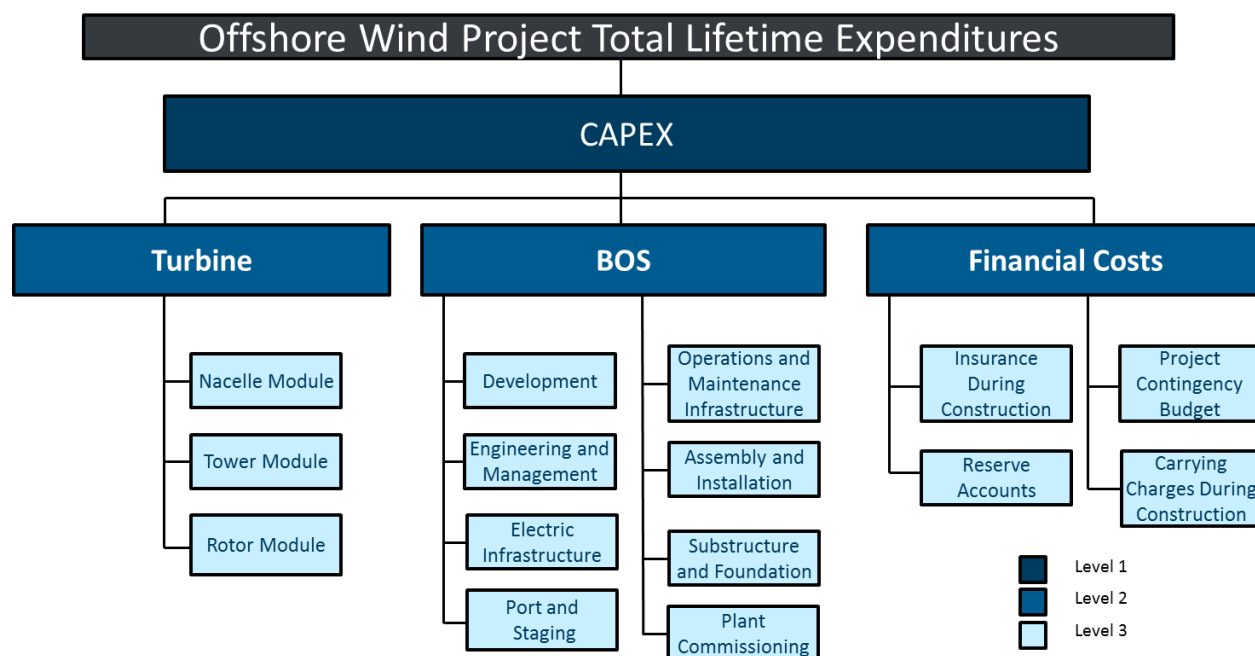 Offshore Wind Project Total Lifetime Expenditures
CAPEX
Turbine
BOS
Financial Costs
Nacelle Module
Tower Module
Rotor Module
Development
Engineering and
Management
Electric
Infrastructure
Port and
Staging
Operations and
Maintenance
Infrastructure
Assembly and
Installation
Substructure
and Foundation
Plant
Commissioning
Insurance
During
Construction
Reserve
Accounts
Project
Contingency
Budget
Carrying
Charges During
Construction
Level 1
Level 2
Level 3